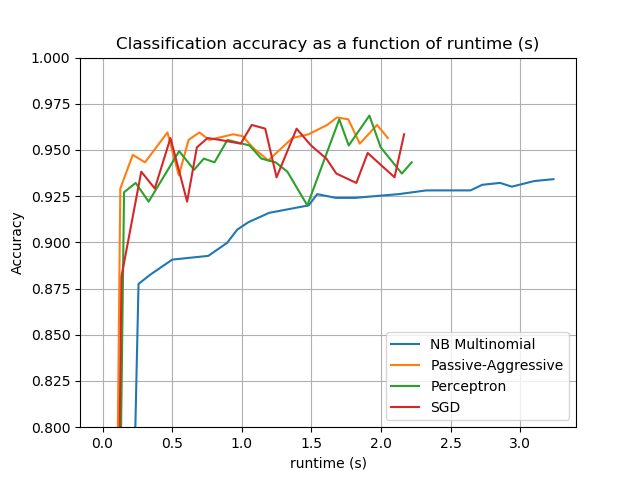 Classification accuracy as a function of runtime (s)
1.000
0.975
0.950
0.925
0.900
0.875
0.850
0.825
0.800
Accuracy
NB Multinomial
Passive-Aggressive
Perceptron
SGD
0.0 0.5 1.0 1.5 2.0 2.5 3.0
runtime (s)